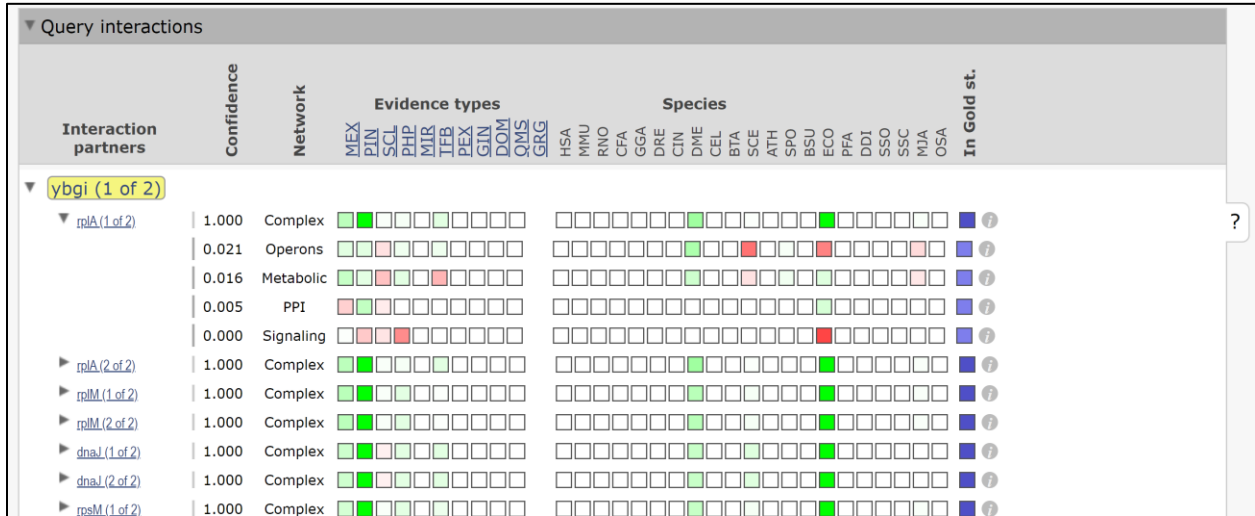 Query interactions
Interaction partners Confidence Network Evidence types Species In Gold st.
MEX PIN SCL PHP MIR TFB PEX GIN DOM QMS GRG HSA MMU RNO CFA GGA DRE CIN DME CEL BTA SCE ATH SPO BSU ECO PFA DDI SSO SSC MJA OSA
ybgi (1 of 2)
rplA (1 of 2) 1.000 Complex i
?
0.021 Operons i
0.016 Metabolic i
0.005 PPI i
0.000 Signaling i
rplA (2 of 2) 1.000 Complex i
rplM (1 of 2) 1.000 Complex i
rplM (2 of 2) 1.000 Complex i
dnaJ (1 of 2) 1.000 Complex i
dnaJ (2 of 2) 1.000 Complex i
rpsM (1 of 2) 1.000 Complex i